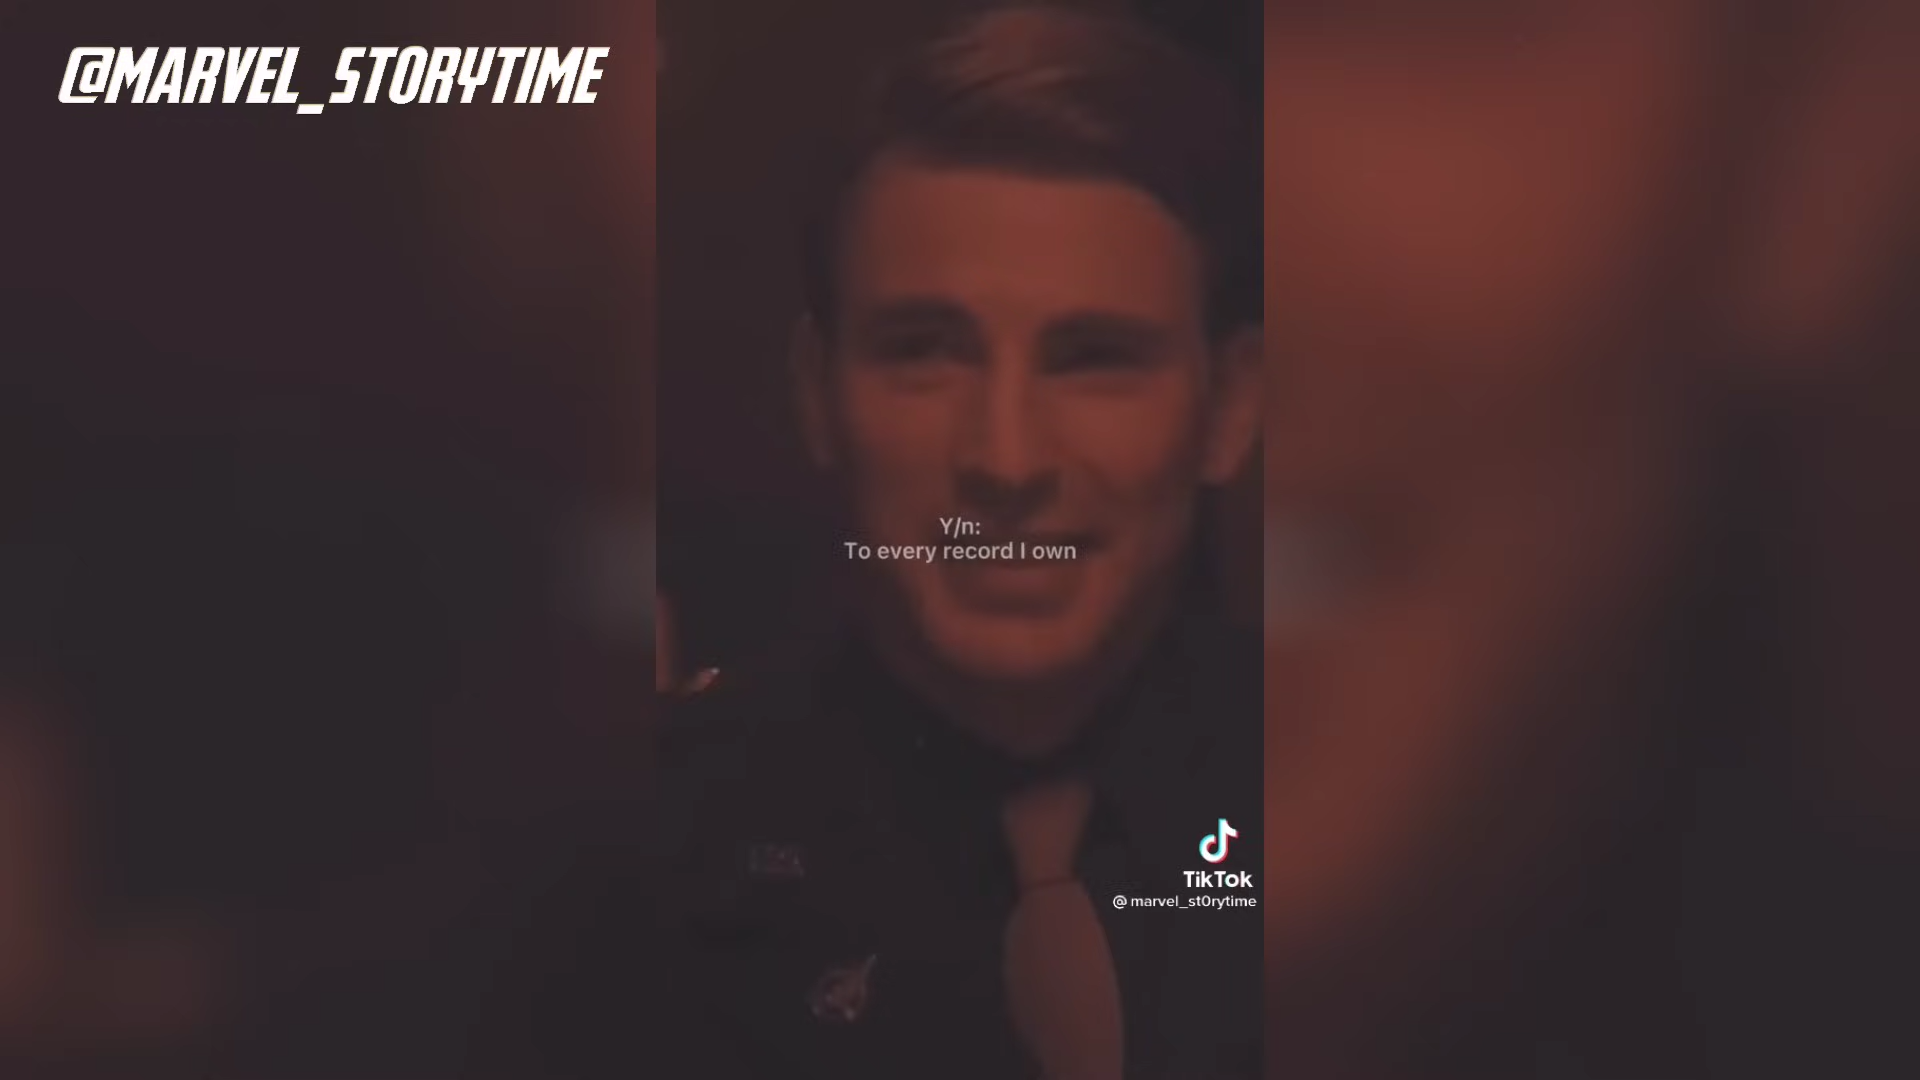 @MARVEL_STORYTIME
Y/n:
To every record I own
TikTok
@marvel_st0rytime